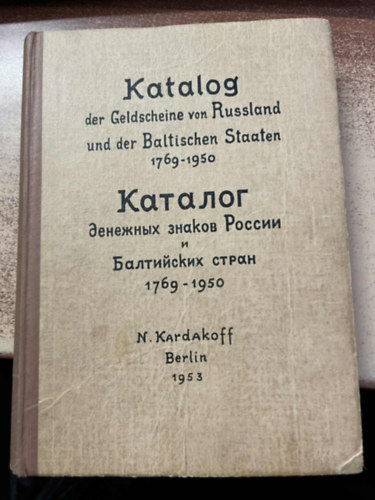 Katalog
der Geldscheine von Russland
und der Baltischen Staaten
1769-1950
Каталог
денежных знаков России
и
Балтийских стран
1769-1950
N. KARDAKOFF
Berlin
1953